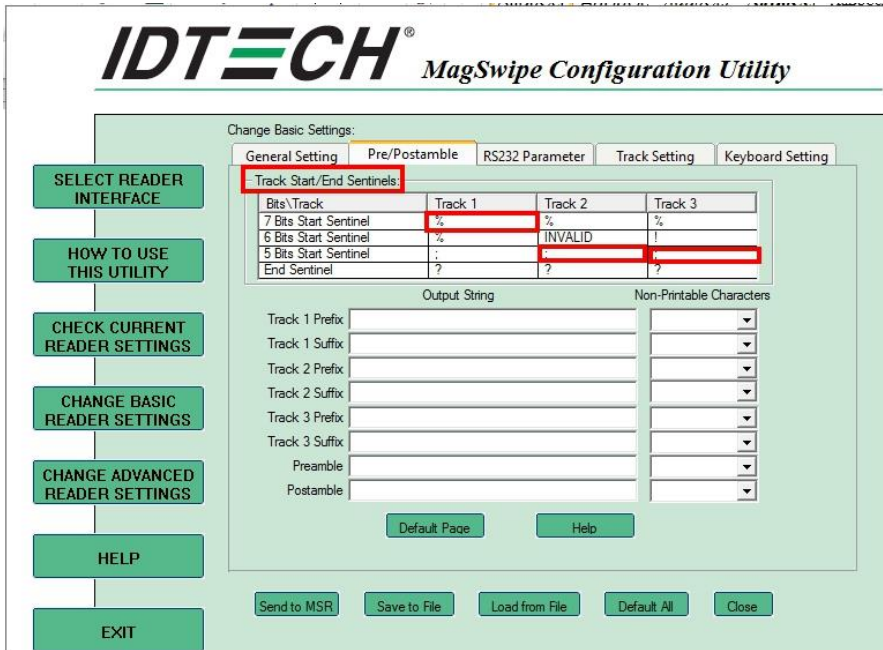 IDTECH®
MagSwipe Configuration Utility
Change Basic Settings:
General Setting Pre/Postamble RS232 Parameter Track Setting Keyboard Setting
SELECT READER
INTERFACE
HOW TO USE
THIS UTILITY
CHECK CURRENT
READER SETTINGS
CHANGE BASIC
READER SETTINGS
CHANGE ADVANCED
READER SETTINGS
HELP
EXIT
Track Start/End Sentinels:
Bits\Track Track 1 Track 2 Track 3
7 Bits Start Sentinel % % %
6 Bits Start Sentinel % INVALID !
5 Bits Start Sentinel ; ; ;
End Sentinel ? ? ?
Output String Non-Printable Characters
Track 1 Prefix
Track 1 Suffix
Track 2 Prefix
Track 2 Suffix
Track 3 Prefix
Track 3 Suffix
Preamble
Postamble
Default Page Help
Send to MSR Save to File Load from File Default All Close